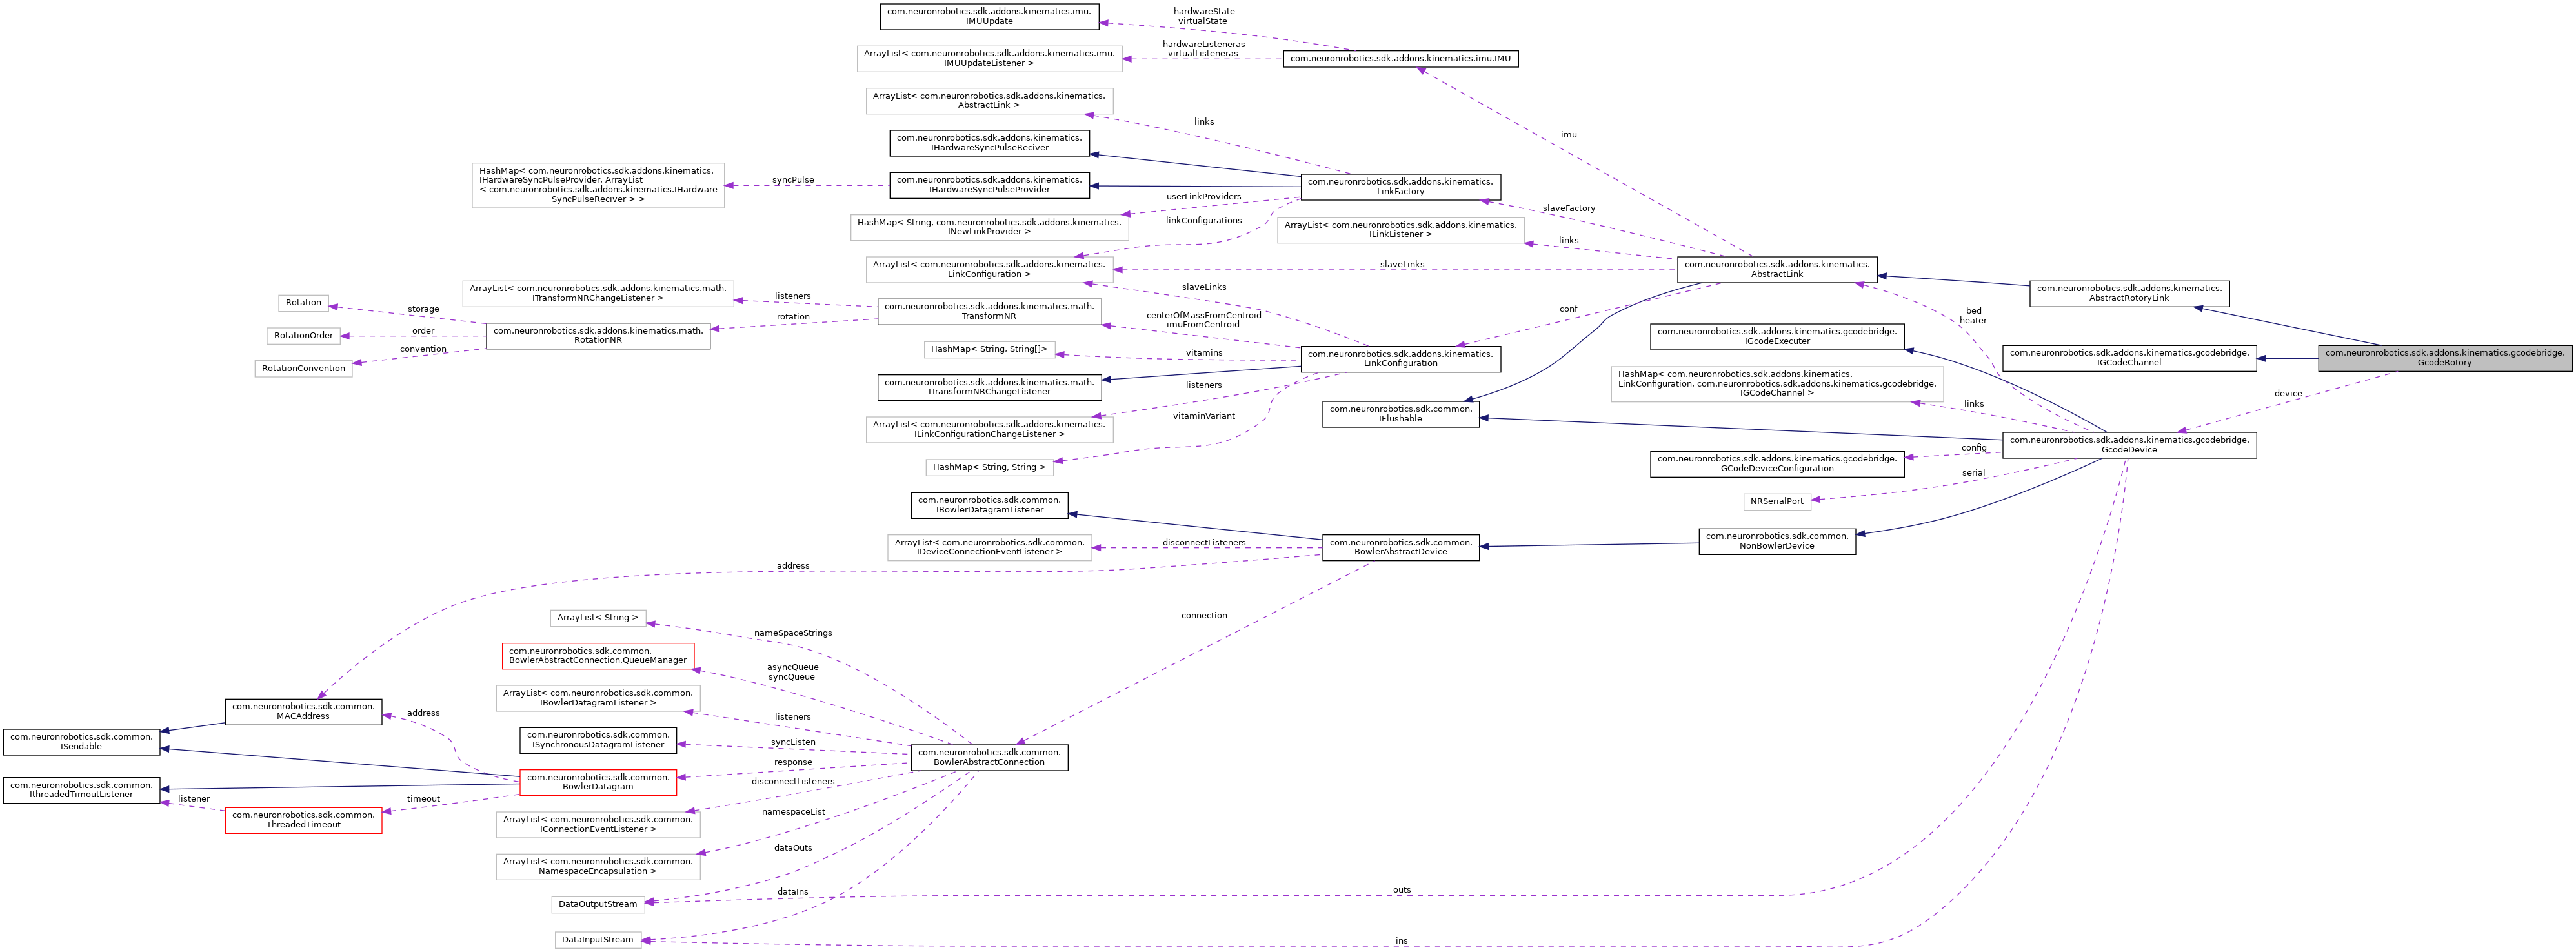 com.neuronrobotics.sdk.addons.kinematics.imu.
IMUUpdate
hardwareState
virtualState
ArrayList< com.neuronrobotics.sdk.addons.kinematics.imu.
IMUUpdateListener >
hardwareListeneras
virtualListeneras
com.neuronrobotics.sdk.addons.kinematics.imu.IMU
ArrayList< com.neuronrobotics.sdk.addons.kinematics.
AbstractLink >
links
imu
com.neuronrobotics.sdk.addons.kinematics.
IHardwareSyncPulseReciver
HashMap< com.neuronrobotics.sdk.addons.kinematics.
IHardwareSyncPulseProvider, ArrayList
< com.neuronrobotics.sdk.addons.kinematics.IHardware
SyncPulseReciver > >
syncPulse
com.neuronrobotics.sdk.addons.kinematics.
IHardwareSyncPulseProvider
com.neuronrobotics.sdk.addons.kinematics.
LinkFactory
userLinkProviders
slaveFactory
HashMap< String, com.neuronrobotics.sdk.addons.kinematics.
INewLinkProvider >
linkConfigurations
ArrayList< com.neuronrobotics.sdk.addons.kinematics.
ILinkListener >
links
ArrayList< com.neuronrobotics.sdk.addons.kinematics.
LinkConfiguration >
slaveLinks
com.neuronrobotics.sdk.addons.kinematics.
AbstractLink
com.neuronrobotics.sdk.addons.kinematics.
AbstractRotoryLink
ArrayList< com.neuronrobotics.sdk.addons.kinematics.math.
ITransformNRChangeListener >
listeners
slaveLinks
Rotation
storage
com.neuronrobotics.sdk.addons.kinematics.math.
TransformNR
rotation
centerOfMassFromCentroid
imuFromCentroid
conf
bed
heater
RotationOrder
order
com.neuronrobotics.sdk.addons.kinematics.math.
RotationNR
RotationConvention
convention
com.neuronrobotics.sdk.addons.kinematics.gcodebridge.
IGcodeExecuter
HashMap< String, String[]>
vitamins
com.neuronrobotics.sdk.addons.kinematics.
LinkConfiguration
com.neuronrobotics.sdk.addons.kinematics.gcodebridge.
IGCodeChannel
com.neuronrobotics.sdk.addons.kinematics.gcodebridge.
GcodeRotory
com.neuronrobotics.sdk.addons.kinematics.math.
ITransformNRChangeListener
listeners
HashMap< com.neuronrobotics.sdk.addons.kinematics.
LinkConfiguration, com.neuronrobotics.sdk.addons.kinematics.gcodebridge.
IGCodeChannel >
links
device
com.neuronrobotics.sdk.common.
IFlushable
vitaminVariant
ArrayList< com.neuronrobotics.sdk.addons.kinematics.
ILinkConfigurationChangeListener >
com.neuronrobotics.sdk.addons.kinematics.gcodebridge.
GcodeDevice
config
com.neuronrobotics.sdk.addons.kinematics.gcodebridge.
GCodeDeviceConfiguration
HashMap< String, String >
serial
NRSerialPort
com.neuronrobotics.sdk.common.
IBowlerDatagramListener
ArrayList< com.neuronrobotics.sdk.common.
IDeviceConnectionEventListener >
disconnectListeners
com.neuronrobotics.sdk.common.
BowlerAbstractDevice
com.neuronrobotics.sdk.common.
NonBowlerDevice
address
connection
ArrayList< String >
nameSpaceStrings
com.neuronrobotics.sdk.common.
BowlerAbstractConnection.QueueManager
asyncQueue
syncQueue
ArrayList< com.neuronrobotics.sdk.common.
IBowlerDatagramListener >
listeners
com.neuronrobotics.sdk.common.
MACAddress
address
com.neuronrobotics.sdk.common.
ISendable
com.neuronrobotics.sdk.common.
ISynchronousDatagramListener
syncListen
com.neuronrobotics.sdk.common.
BowlerAbstractConnection
com.neuronrobotics.sdk.common.
BowlerDatagram
response
com.neuronrobotics.sdk.common.
IthreadedTimoutListener
listener
timeout
disconnectListeners
com.neuronrobotics.sdk.common.
ThreadedTimeout
ArrayList< com.neuronrobotics.sdk.common.
IConnectionEventListener >
namespaceList
ArrayList< com.neuronrobotics.sdk.common.
NamespaceEncapsulation >
dataOuts
DataOutputStream
dataIns
outs
DataInputStream
ins